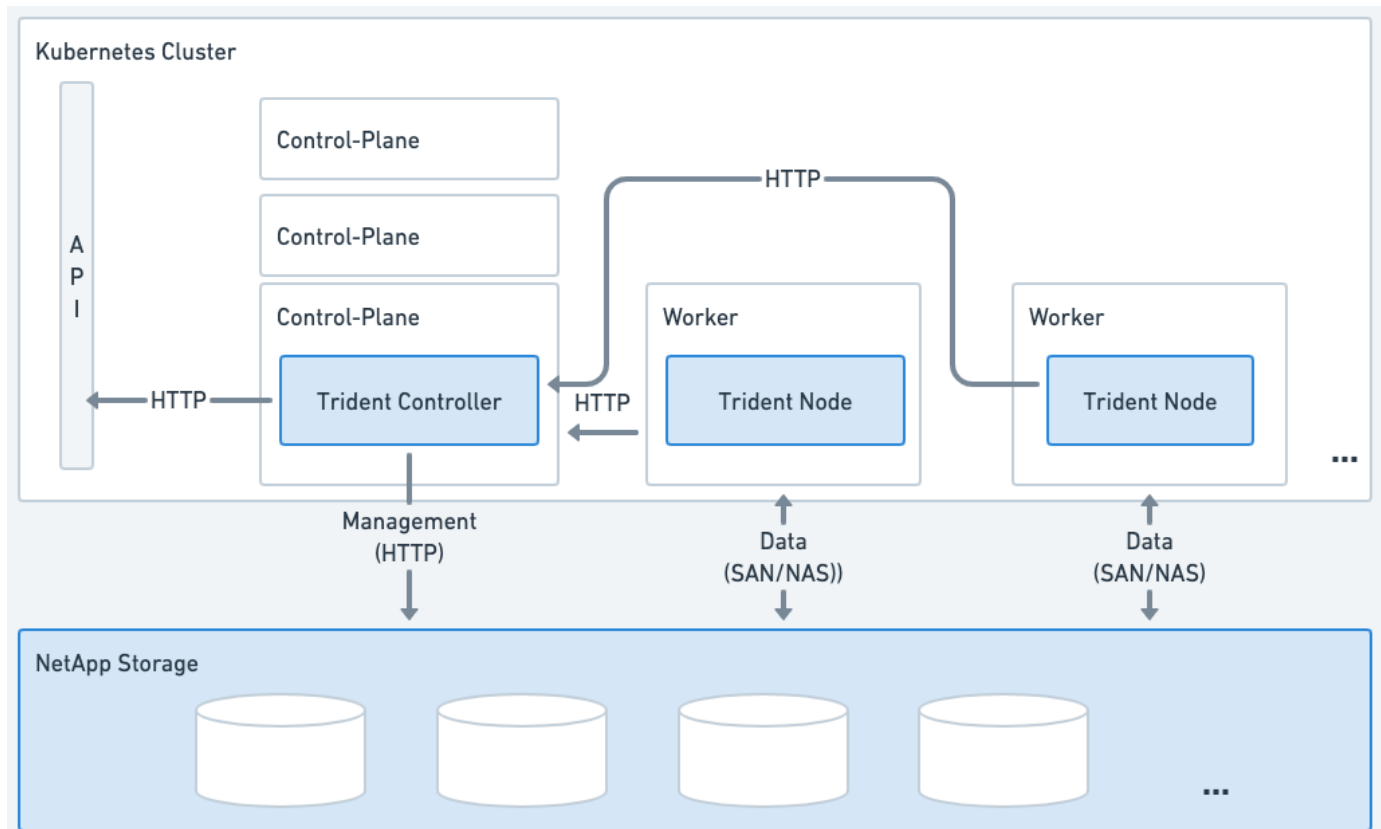 Kubernetes Cluster
A
P
I
Control-Plane
Control-Plane
Control-Plane
Trident Controller
HTTP
HTTP
HTTP
Worker
Trident Node
Worker
Trident Node
...
Management
(HTTP)
Data
(SAN/NAS))
Data
(SAN/NAS)
NetApp Storage
...